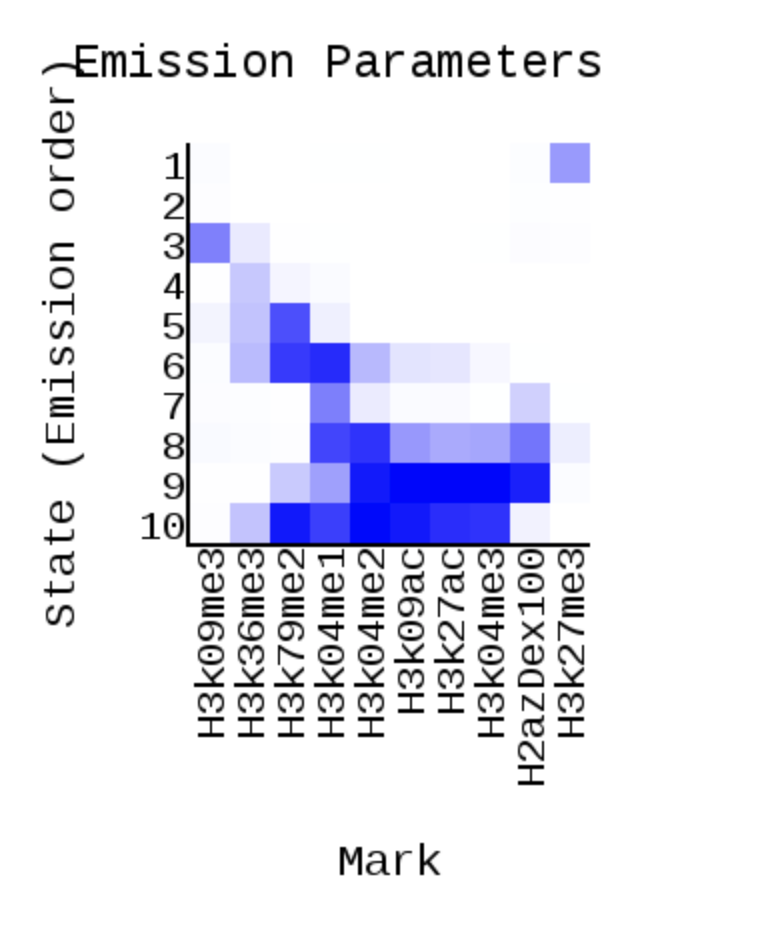 Emission Parameters
State (Emission order)
1
2
3
4
5
6
7
8
9
10
H3k09me3
H3k36me3
H3k79me2
H3k04me1
H3k04me2
H3k09ac
H3k27ac
H3k04me3
H2azDex100
H3k27me3
Mark